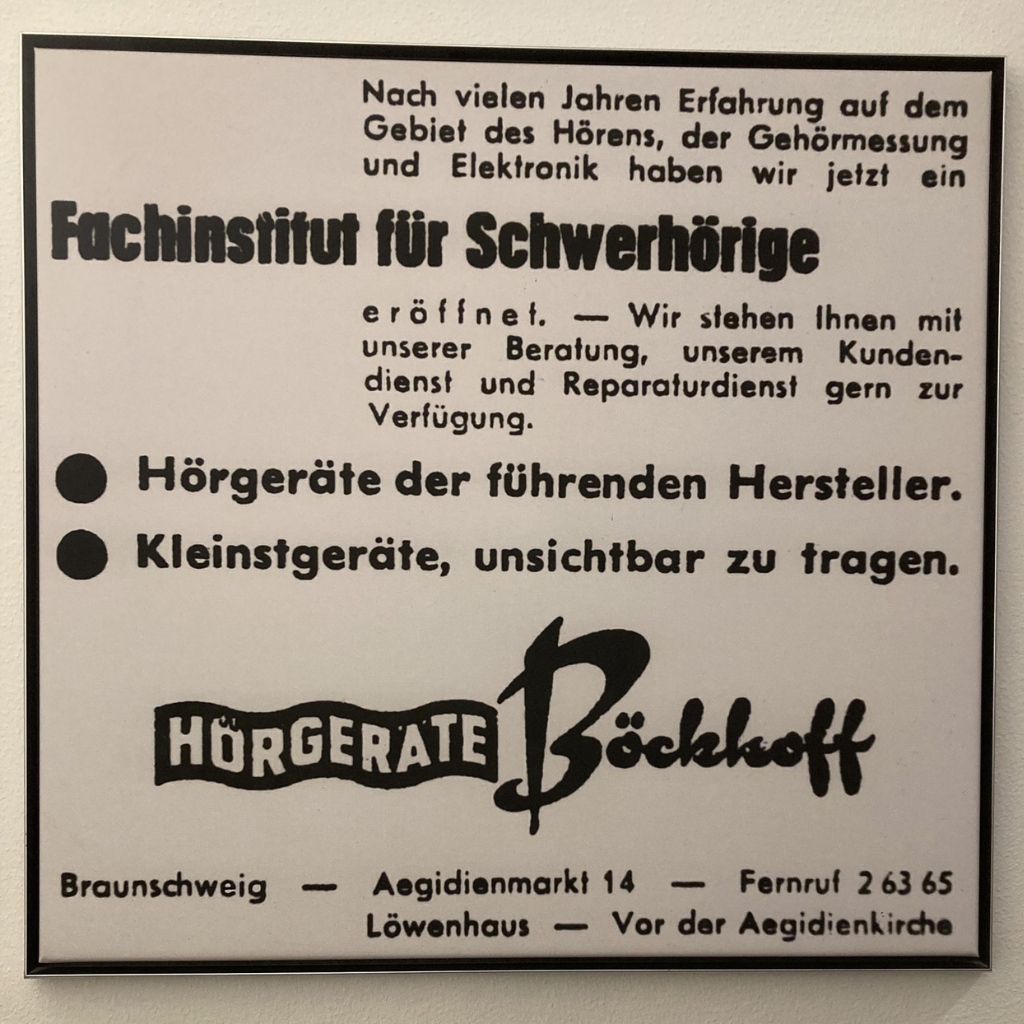 Nach vielen Jahren Erfahrung auf dem
Gebiet des Hörens, der Gehörmessung
und Elektronik haben wir jetzt ein
Fachinstitut für Schwerhörige
eröffnet. — Wir stehen Ihnen mit
unserer Beratung, unserem Kunden-
dienst und Reparaturdienst gern zur
Verfügung.
● Hörgeräte der führenden Hersteller.
● Kleinstgeräte, unsichtbar zu tragen.
HÖRGERÄTE Böckhoff
Braunschweig — Aegidienmarkt 14 — Fernruf 2 63 65
Löwenhaus — Vor der Aegidienkirche